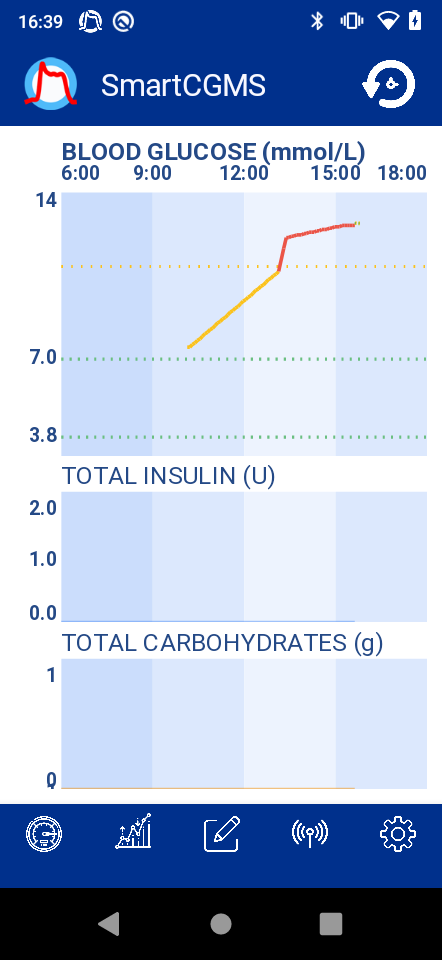 16:39
SmartCGMS
BLOOD GLUCOSE (mmol/L)
6:00 9:00 12:00 15:00 18:00
14
7.0
3.8
TOTAL INSULIN (U)
2.0
1.0
0.0
TOTAL CARBOHYDRATES (g)
1
0